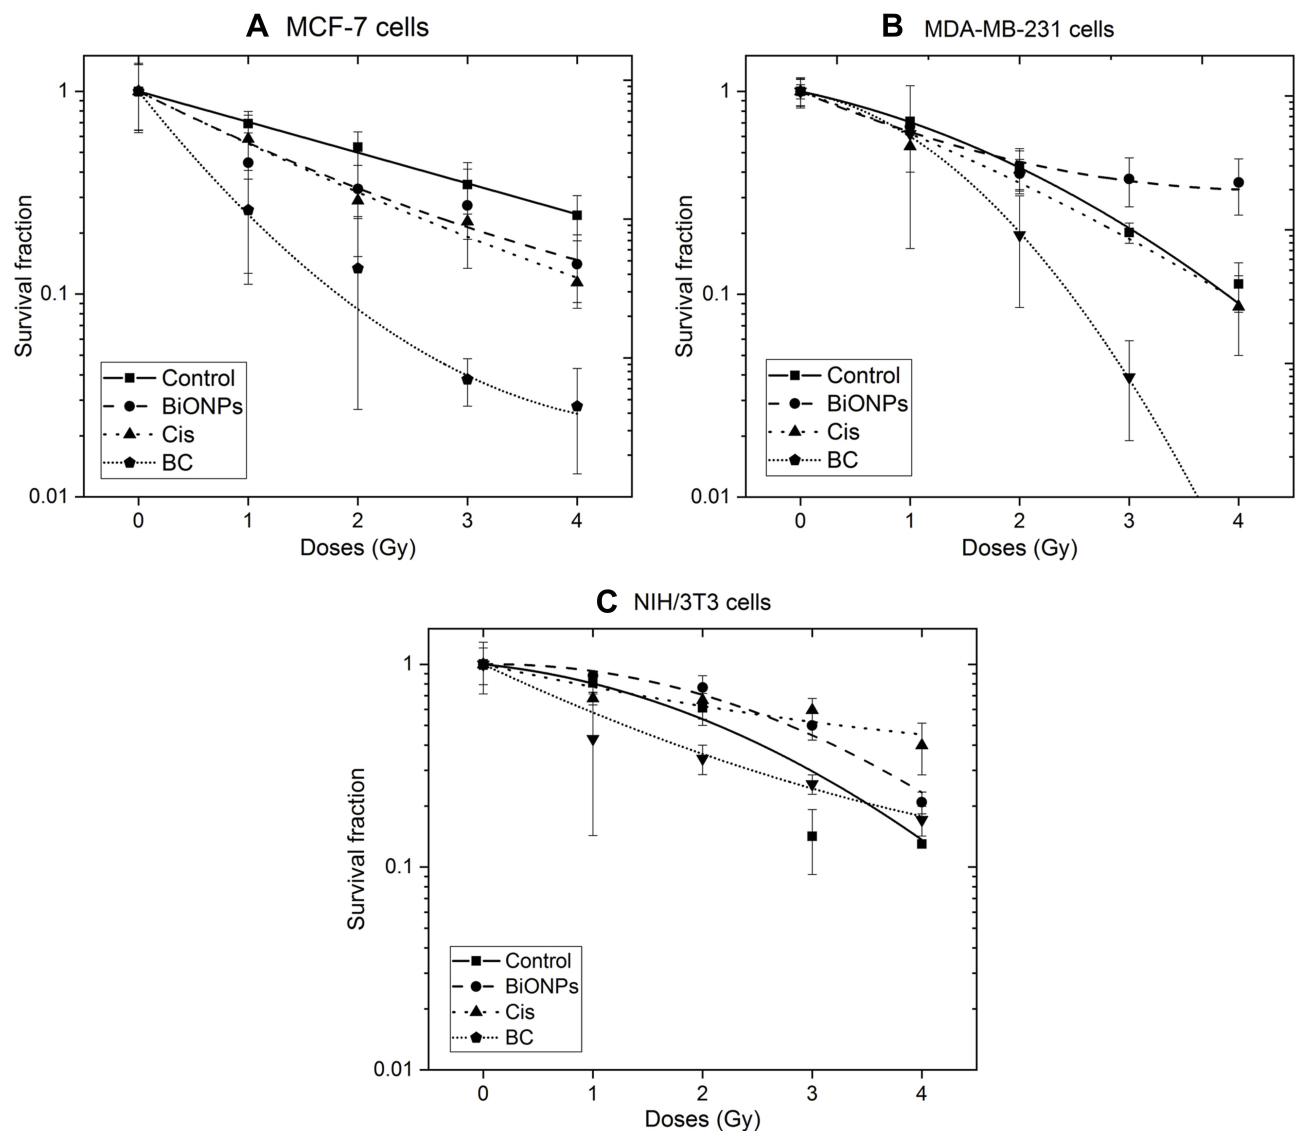 A MCF-7 cells
1
0.1
0.01
Survival fraction
Control
BiONPs
Cis
BC
0 1 2 3 4
Doses (Gy)
B MDA-MB-231 cells
1
0.1
0.01
Survival fraction
Control
BiONPs
Cis
BC
0 1 2 3 4
Doses (Gy)
C NIH/3T3 cells
1
0.1
0.01
Survival fraction
Control
BiONPs
Cis
BC
0 1 2 3 4
Doses (Gy)